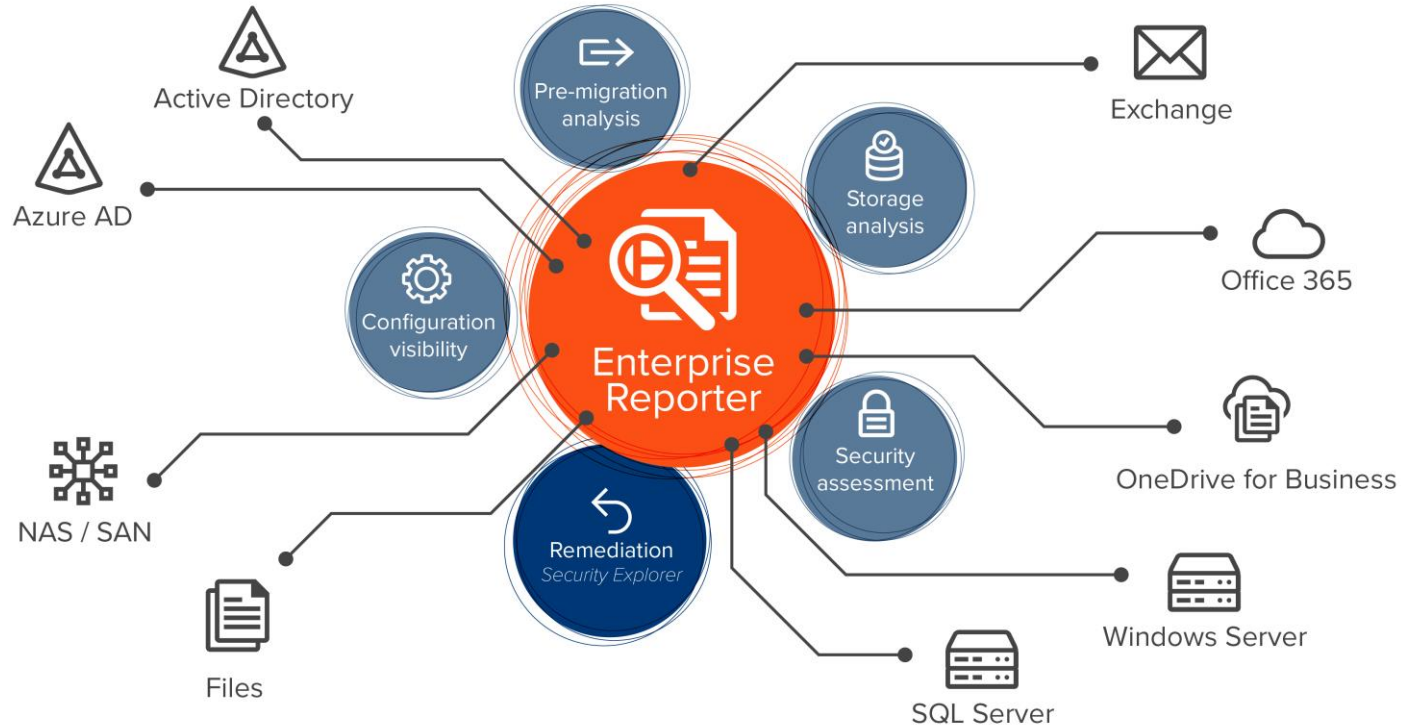 Active Directory
Azure AD
Pre-migration
analysis
Exchange
Storage
analysis
Office 365
Configuration
visibility
Enterprise
Reporter
Security
assessment
OneDrive for Business
NAS / SAN
Remediation
Security Explorer
Files
Windows Server
SQL Server